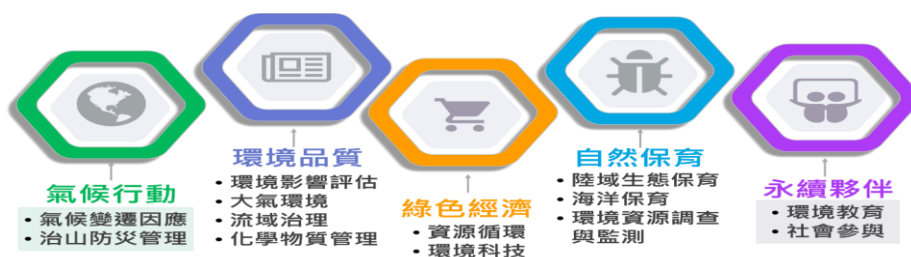 氣候行動
• 氣候變遷因應
• 治山防災管理
環境品質
• 環境影響評估
• 大氣環境
• 流域治理
• 化學物質管理
綠色經濟
• 資源循環
• 環境科技
自然保育
• 陸域生態保育
• 海洋保育
• 環境資源調查
與監測
永續夥伴
• 環境教育
• 社會參與